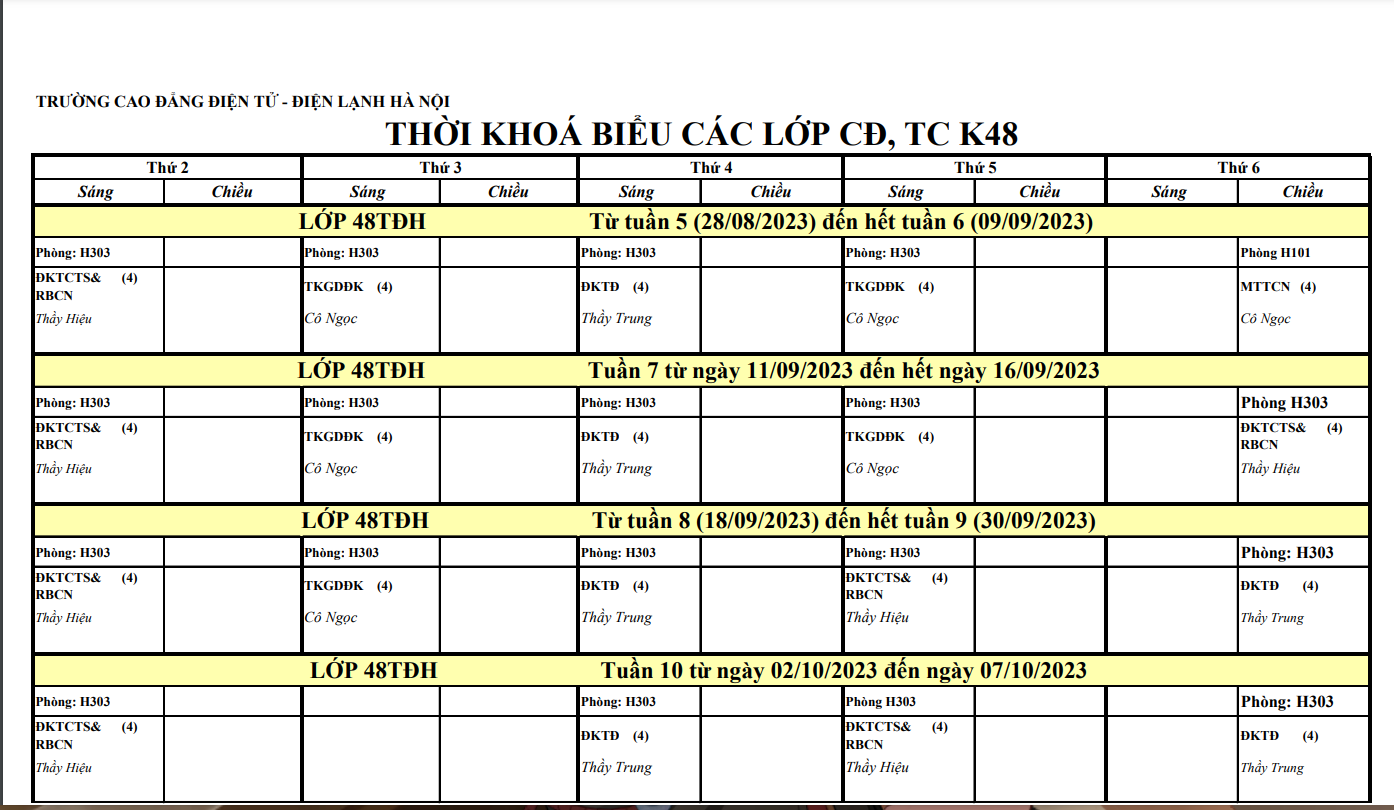 TRƯỜNG CAO ĐẲNG ĐIỆN TỬ - ĐIỆN LẠNH HÀ NỘI
THỜI KHOÁ BIỂU CÁC LỚP CĐ, TC K48
Thứ 2 Thứ 3 Thứ 4 Thứ 5 Thứ 6
Sáng Chiều Sáng Chiều Sáng Chiều Sáng Chiều Sáng Chiều
LỚP 48TĐH Từ tuần 5 (28/08/2023) đến hết tuần 6 (09/09/2023)
Phòng: H303 Phòng: H303 Phòng: H303 Phòng: H303 Phòng H101
ĐKTCTS& (4)
RBCN TKGDĐK (4) ĐKTĐ (4) TKGDĐK (4) MTTCN (4)
Thầy Hiệu Cô Ngọc Thầy Trung Cô Ngọc Cô Ngọc
LỚP 48TĐH Tuần 7 từ ngày 11/09/2023 đến hết ngày 16/09/2023
Phòng: H303 Phòng: H303 Phòng: H303 Phòng: H303 Phòng H303
ĐKTCTS& (4) TKGDĐK (4) ĐKTĐ (4) TKGDĐK (4) ĐKTCTS& (4)
RBCN RBCN
Thầy Hiệu Cô Ngọc Thầy Trung Cô Ngọc Thầy Hiệu
LỚP 48TĐH Từ tuần 8 (18/09/2023) đến hết tuần 9 (30/09/2023)
Phòng: H303 Phòng: H303 Phòng: H303 Phòng: H303 Phòng: H303
ĐKTCTS& (4) TKGDĐK (4) ĐKTĐ (4) ĐKTCTS& (4) ĐKTĐ (4)
RBCN RBCN
Thầy Hiệu Cô Ngọc Thầy Trung Thầy Hiệu Thầy Trung
LỚP 48TĐH Tuần 10 từ ngày 02/10/2023 đến ngày 07/10/2023
Phòng: H303 Phòng: H303 Phòng H303 Phòng: H303
ĐKTCTS& (4) ĐKTĐ (4) ĐKTCTS& (4) ĐKTĐ (4)
RBCN RBCN
Thầy Hiệu Thầy Trung Thầy Hiệu Thầy Trung